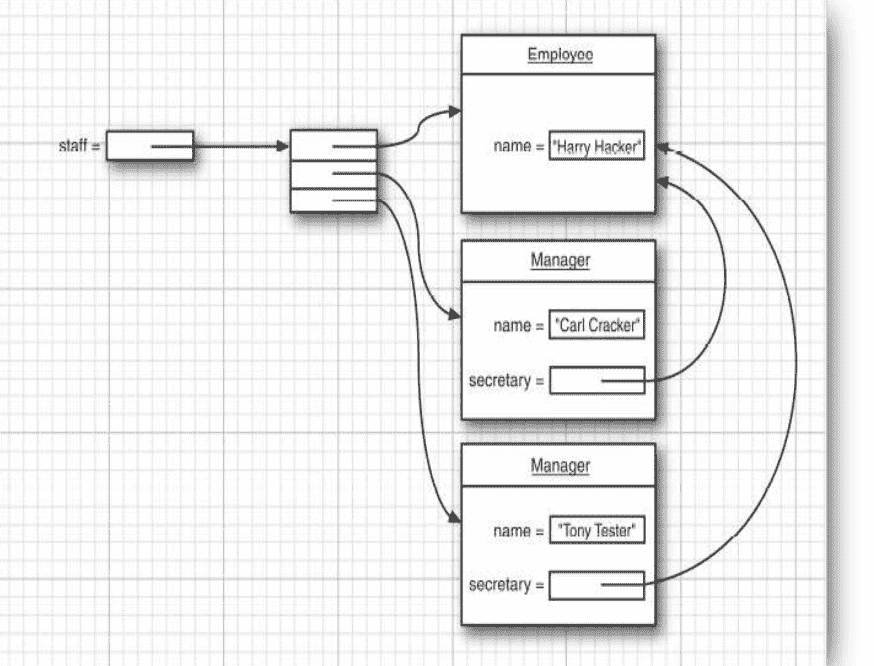 Employee
staff =
name = "Harry Hacker"
Manager
name = "Carl Cracker"
secretary =
Manager
name = "Tony Tester"
secretary =